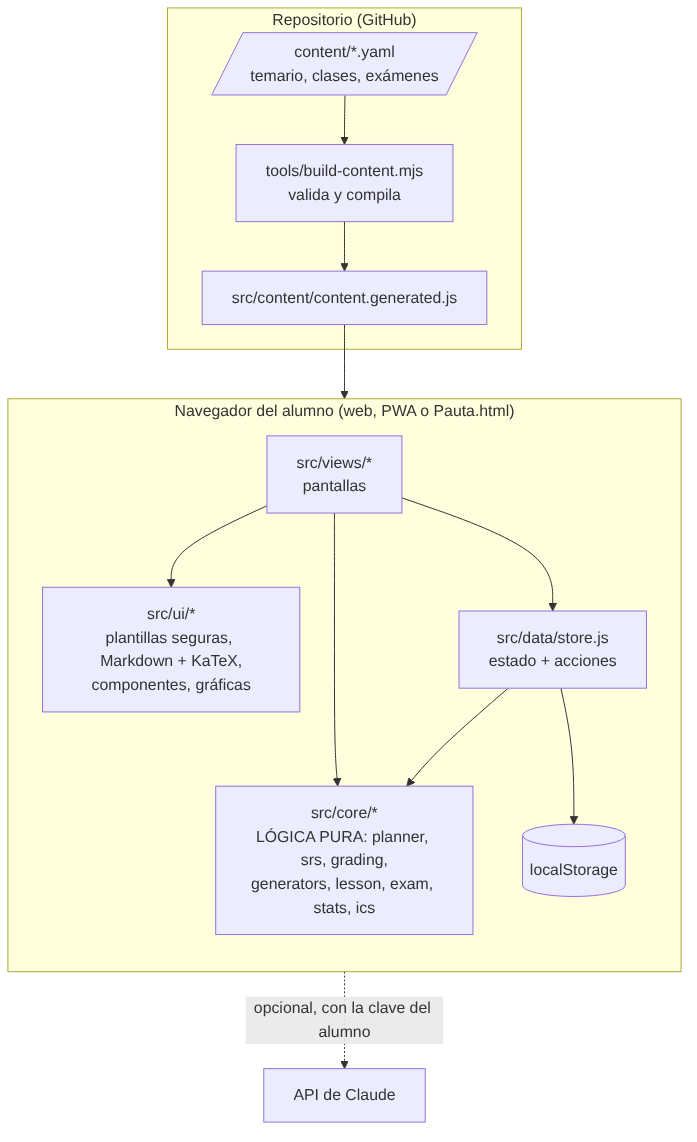 Repositorio (GitHub)
content/*.yaml
temario, clases, exámenes
tools/build-content.mjs
valida y compila
src/content/content.generated.js
Navegador del alumno (web, PWA o Pauta.html)
src/views/*
pantallas
src/ui/*
plantillas seguras,
Markdown + KaTeX,
componentes, gráficas
src/data/store.js
estado + acciones
src/core/*
LÓGICA PURA: planner,
srs, grading,
generators, lesson, exam,
stats, ics
localStorage
opcional, con la clave del
alumno
API de Claude